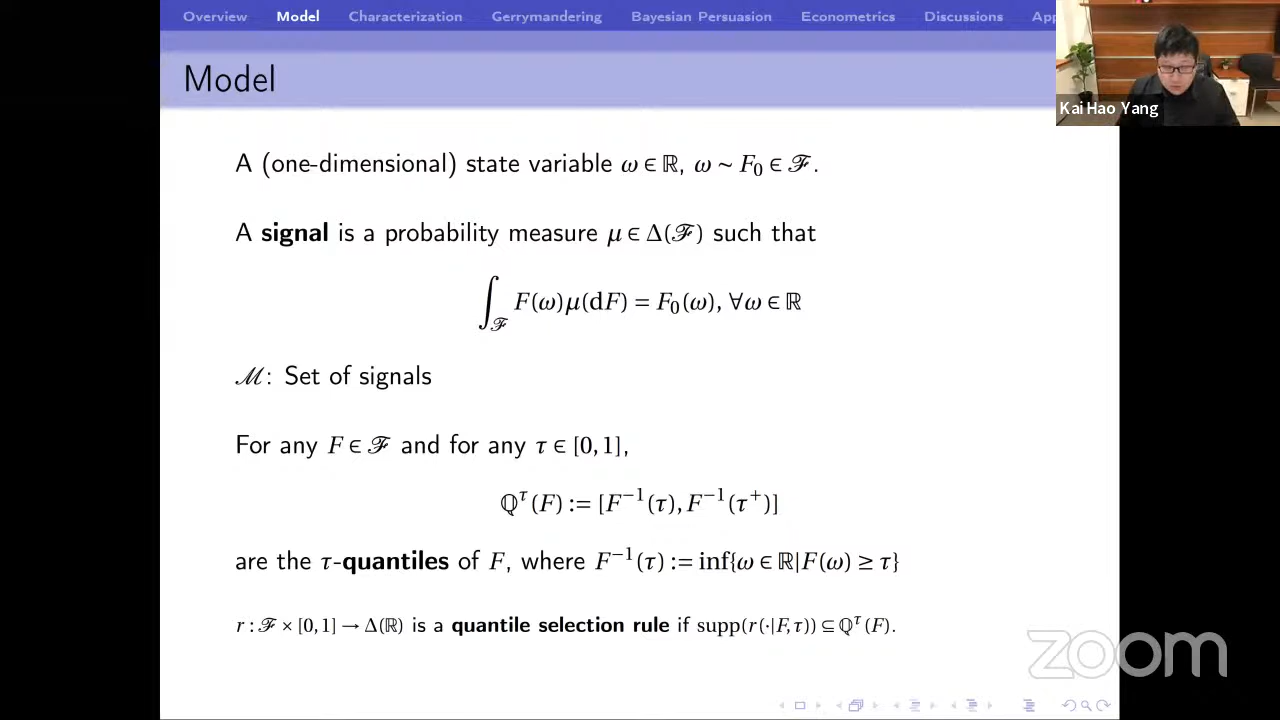 Overview Model Characterization Gerrymandering Bayesian Persuasion Econometrics Discussions App
Model
Kai Hao Yang
A (one-dimensional) state variable ω ∈ ℝ, ω ~ F₀ ∈ ℱ.
A signal is a probability measure μ ∈ Δ(ℱ) such that
∫_ℱ F(ω)μ(dF) = F₀(ω), ∀ω ∈ ℝ
ℳ: Set of signals
For any F ∈ ℱ and for any τ ∈ [0, 1],
ℚ^τ(F) := [F⁻¹(τ), F⁻¹(τ⁺)]
are the τ-quantiles of F, where F⁻¹(τ) := inf{ω ∈ ℝ|F(ω) ≥ τ}
r : ℱ × [0, 1] → Δ(ℝ) is a quantile selection rule if supp(r(·|F, τ)) ⊆ ℚ^τ(F).
zoom